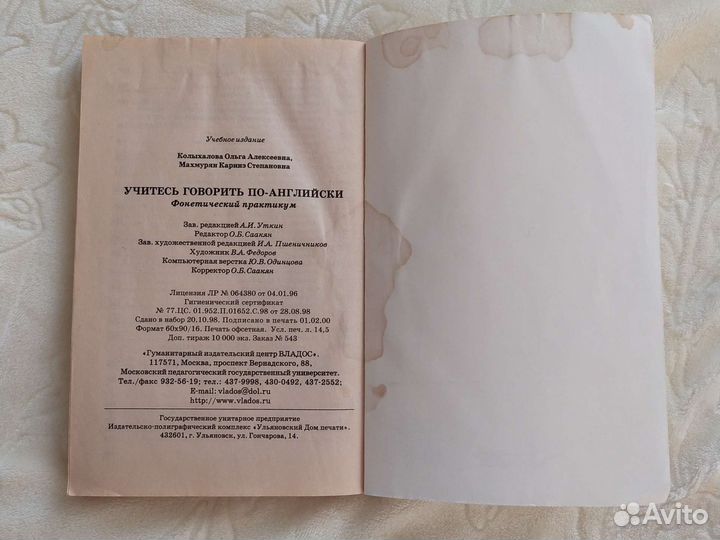 Учебное издание
Колыхалова Ольга Алексеевна,
Махмурян Каринэ Степановна
УЧИТЕСЬ ГОВОРИТЬ ПО-АНГЛИЙСКИ
Фонетический практикум
Зав. редакцией А.И. Уткин
Редактор О.Б. Саакян
Зав. художественной редакцией И.А. Пшеничников
Художник В.А. Федоров
Компьютерная верстка Ю.В. Одинцова
Корректор О.Б. Саакян
Лицензия ЛР № 064380 от 04.01.96
Гигиенический сертификат
№ 77.ЦС. 01.952.П.01652.С.98 от 28.08.98
Сдано в набор 20.10.98. Подписано в печать 01.02.00
Формат 60x90/16. Печать офсетная. Усл. печ. л. 14,5
Доп. тираж 10 000 экз. Заказ № 543
«Гуманитарный издательский центр ВЛАДОС».
117571, Москва, проспект Вернадского, 88,
Московский педагогический государственный университет.
Тел./факс 932-56-19; тел.: 437-9998, 430-0492, 437-2552;
E-mail: vlados@dol.ru
http://www.vlados.ru
Государственное унитарное предприятие
Издательско-полиграфический комплекс «Ульяновский Дом печати».
432601, г. Ульяновск, ул. Гончарова, 14.
Avito